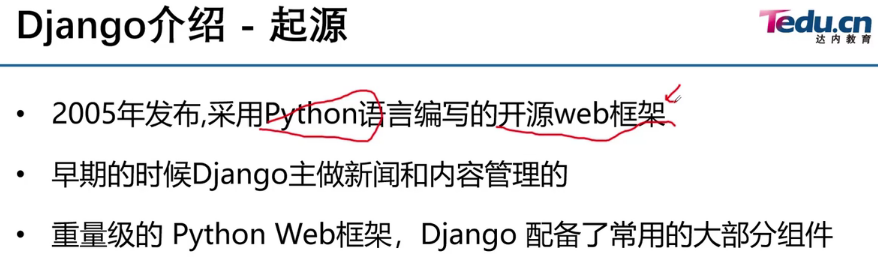 Django介绍 - 起源
Tedu.cn
达内教育
• 2005年发布,采用Python语言编写的开源web框架
• 早期的时候Django主做新闻和内容管理的
• 重量级的 Python Web框架，Django 配备了常用的大部分组件